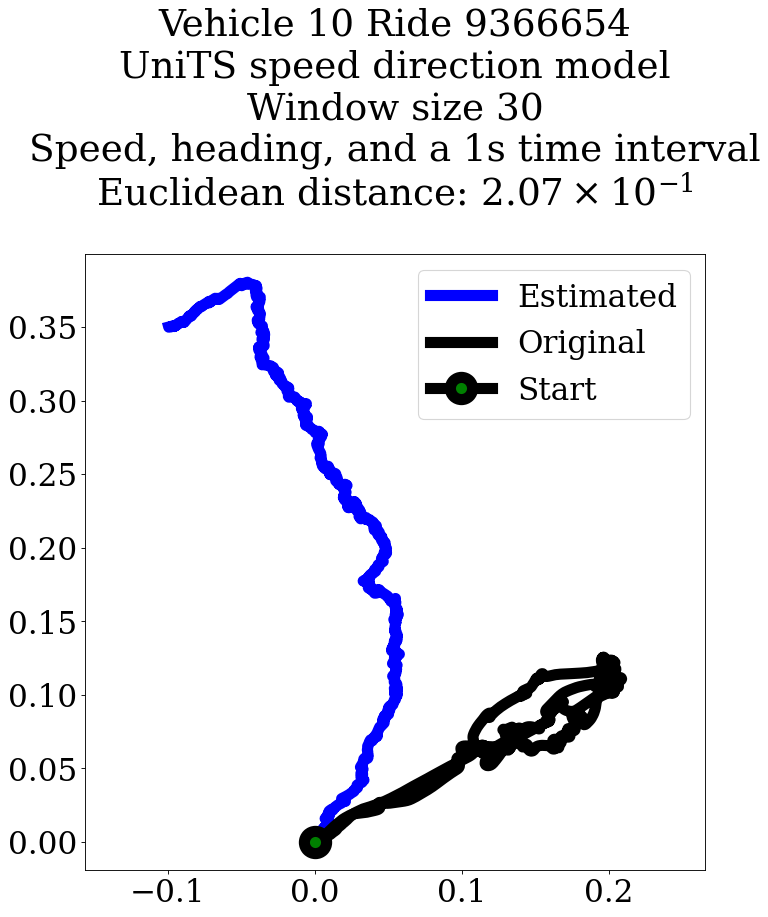 Vehicle 10 Ride 9366654
UniTS speed direction model
Window size 30
Speed, heading, and a 1s time interval
Euclidean distance: 2.07 × 10⁻¹
Estimated
Original
Start
0.35
0.30
0.25
0.20
0.15
0.10
0.05
0.00
−0.1 0.0 0.1 0.2